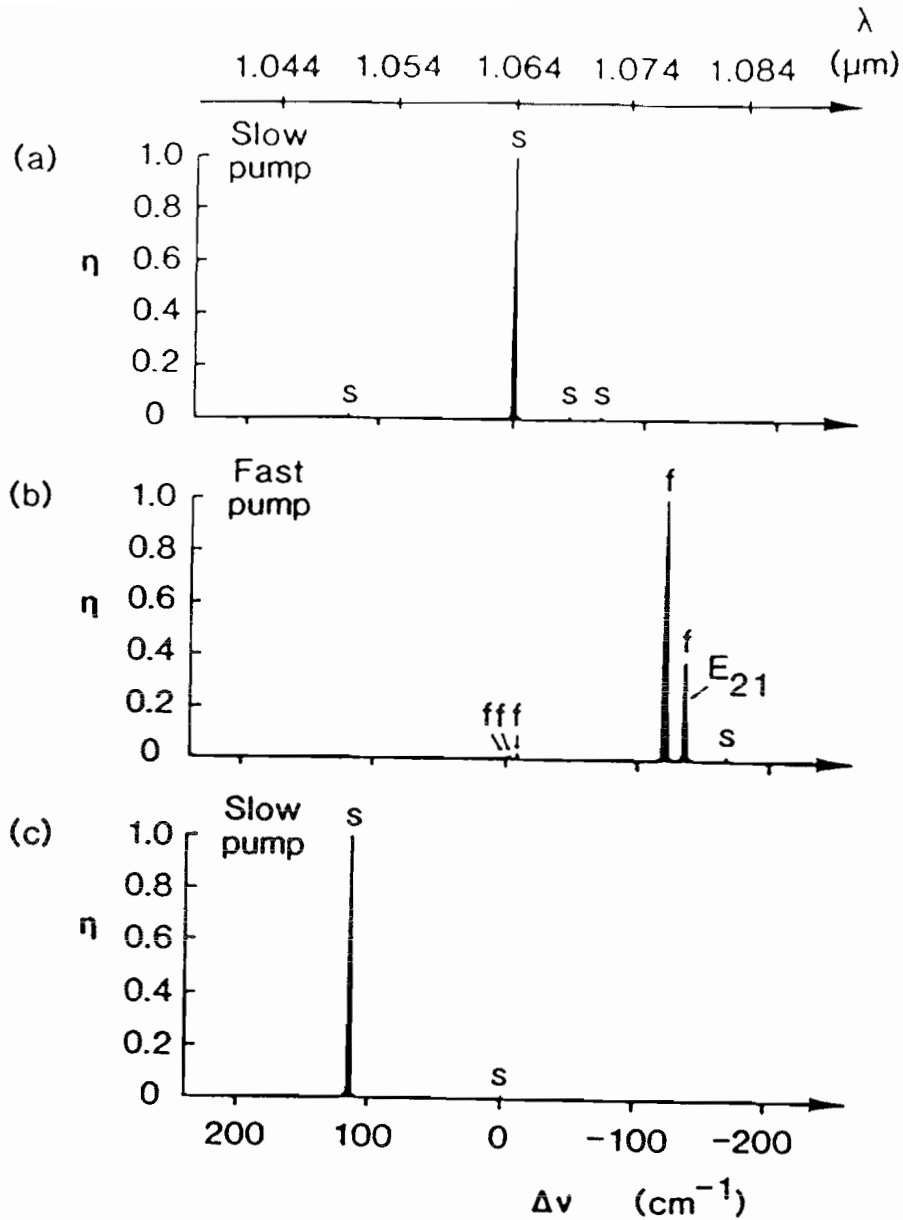 λ
1.044 1.054 1.064 1.074 1.084 (μm)
(a) Slow pump
S
1.0
0.8
η 0.6
0.4
0.2
0
S S S
(b) Fast pump
f
1.0
0.8
η 0.6
0.4
f
E21
0.2
fff
S
0
(c) Slow pump
S
1.0
0.8
η 0.6
0.4
0.2
S
0
200 100 0 -100 -200
Δν (cm⁻¹)